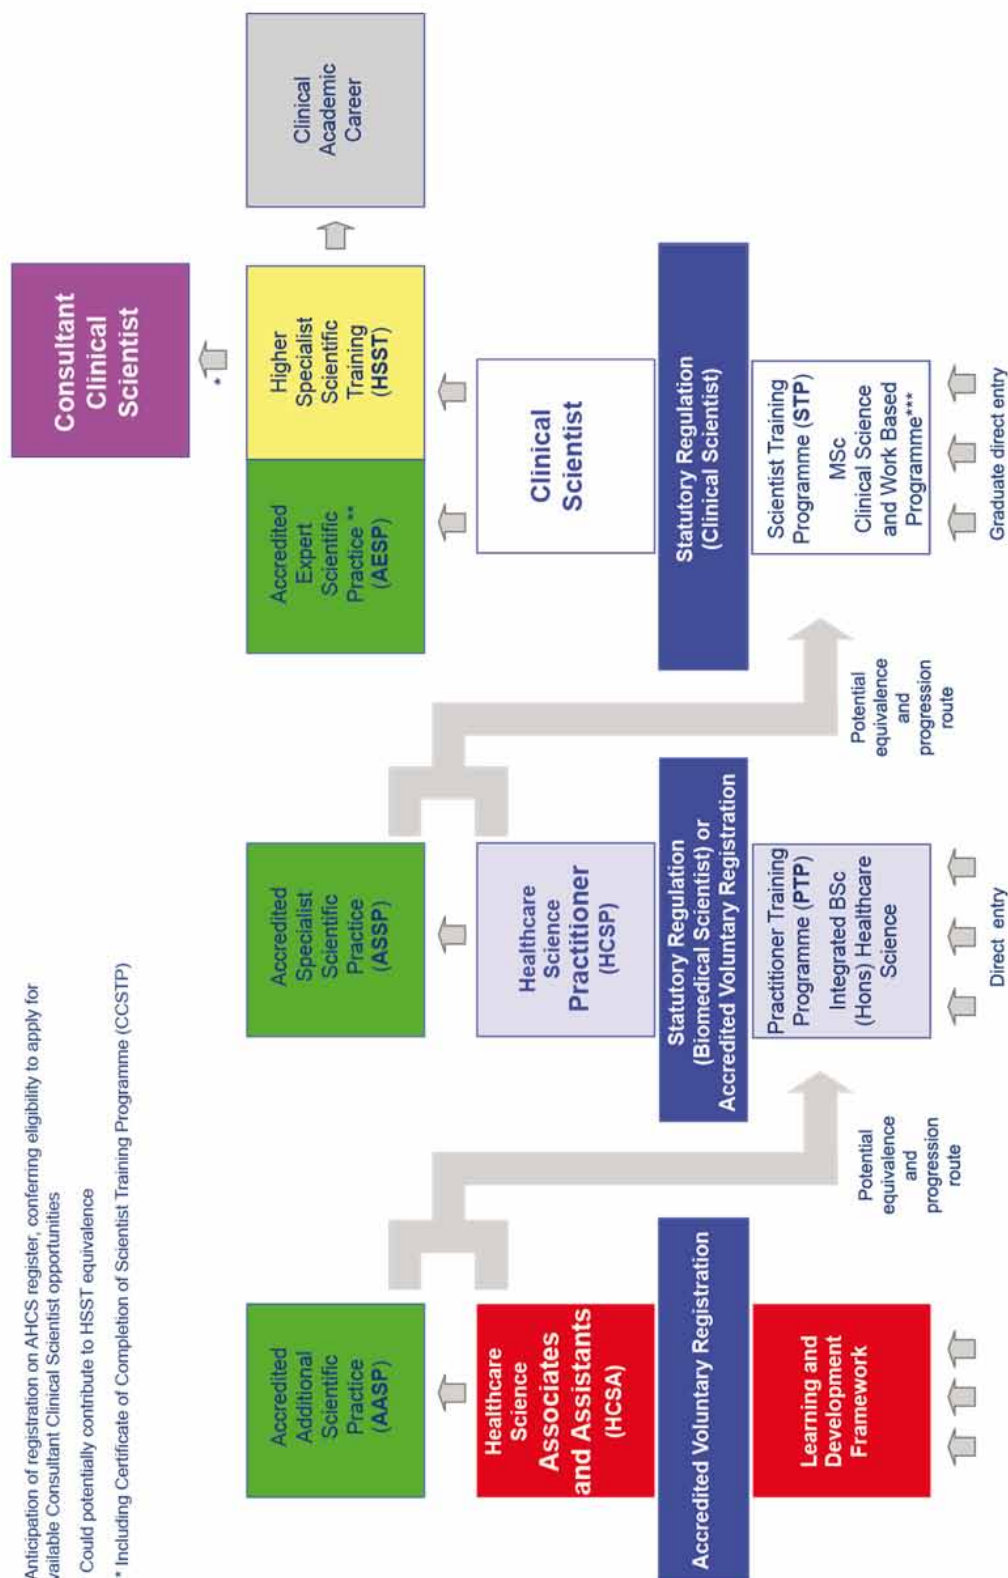 Anticipation of registration on AHCS register, conferring eligibility to apply for
vailable Consultant Clinical Scientist opportunities
Could potentially contribute to HSST equivalence
* Including Certificate of Completion of Scientist Training Programme (CCSTP)
Consultant
Clinical
Scientist
*
Accredited
Additional
Scientific
Practice
(AASP)
Accredited
Specialist
Scientific
Practice
(ASSP)
Accredited
Expert
Scientific
Practice **
(AESP)
Higher
Specialist
Scientific
Training
(HSST)
Clinical
Academic
Career
Healthcare
Science
Associates
and Assistants
(HCSA)
Healthcare
Science
Practitioner
(HCSP)
Clinical
Scientist
Accredited Voluntary Registration
Statutory Regulation
(Biomedical Scientist) or
Accredited Voluntary Registration
Statutory Regulation
(Clinical Scientist)
Learning and
Development
Framework
Potential
equivalence
and
progression
route
Practitioner Training
Programme (PTP)
Integrated BSc
(Hons) Healthcare
Science
Potential
equivalence
and
progression
route
Scientist Training
Programme (STP)
MSc
Clinical Science
and Work Based
Programme***
Direct entry
Graduate direct entry